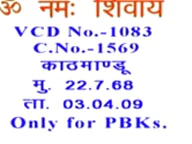 ॐ नमः शिवाय
VCD No.-1083
C.No.-1569
काठमाण्डू
मु. 22.7.68
ता. 03.04.09
Only for PBKs.